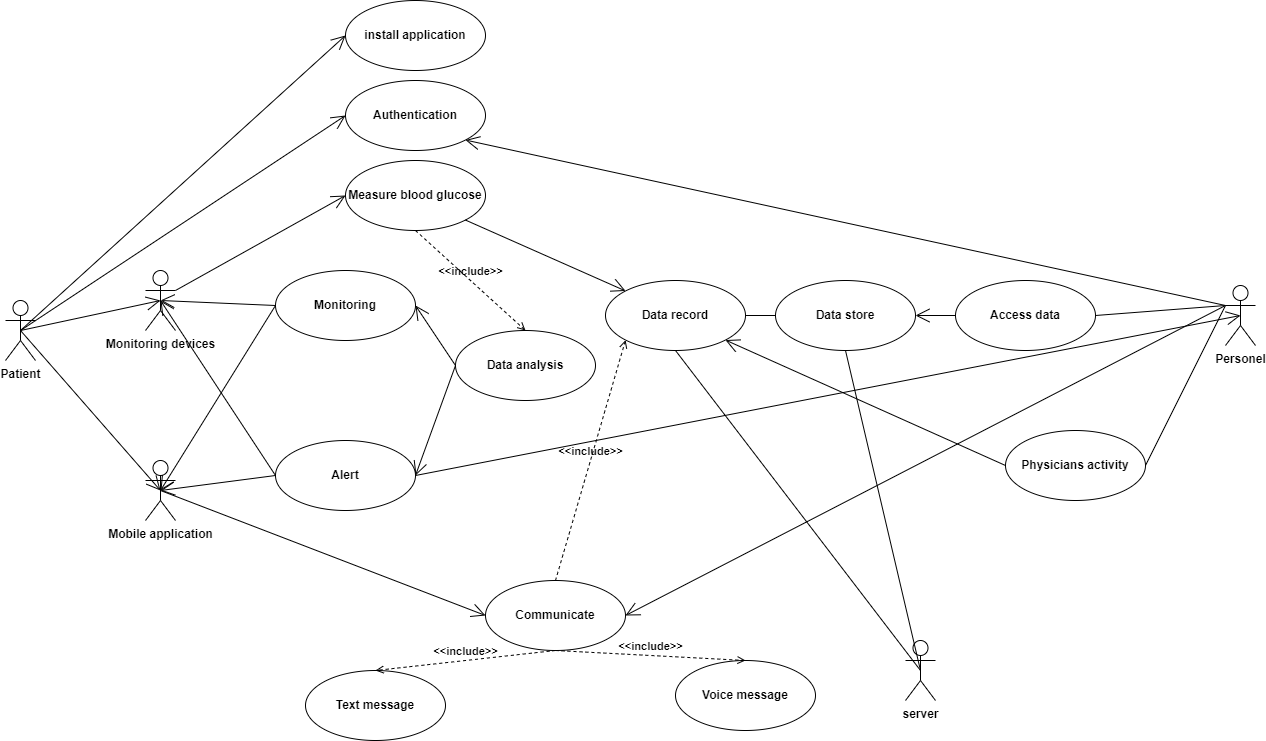 install application
Authentication
Measure blood glucose
<<include>>
Monitoring devices
Monitoring
Data record
Data store
Access data
Personel
Patient
Data analysis
<<include>>
Physicians activity
Alert
Mobile application
Communicate
<<include>>
<<include>>
Text message
Voice message
server